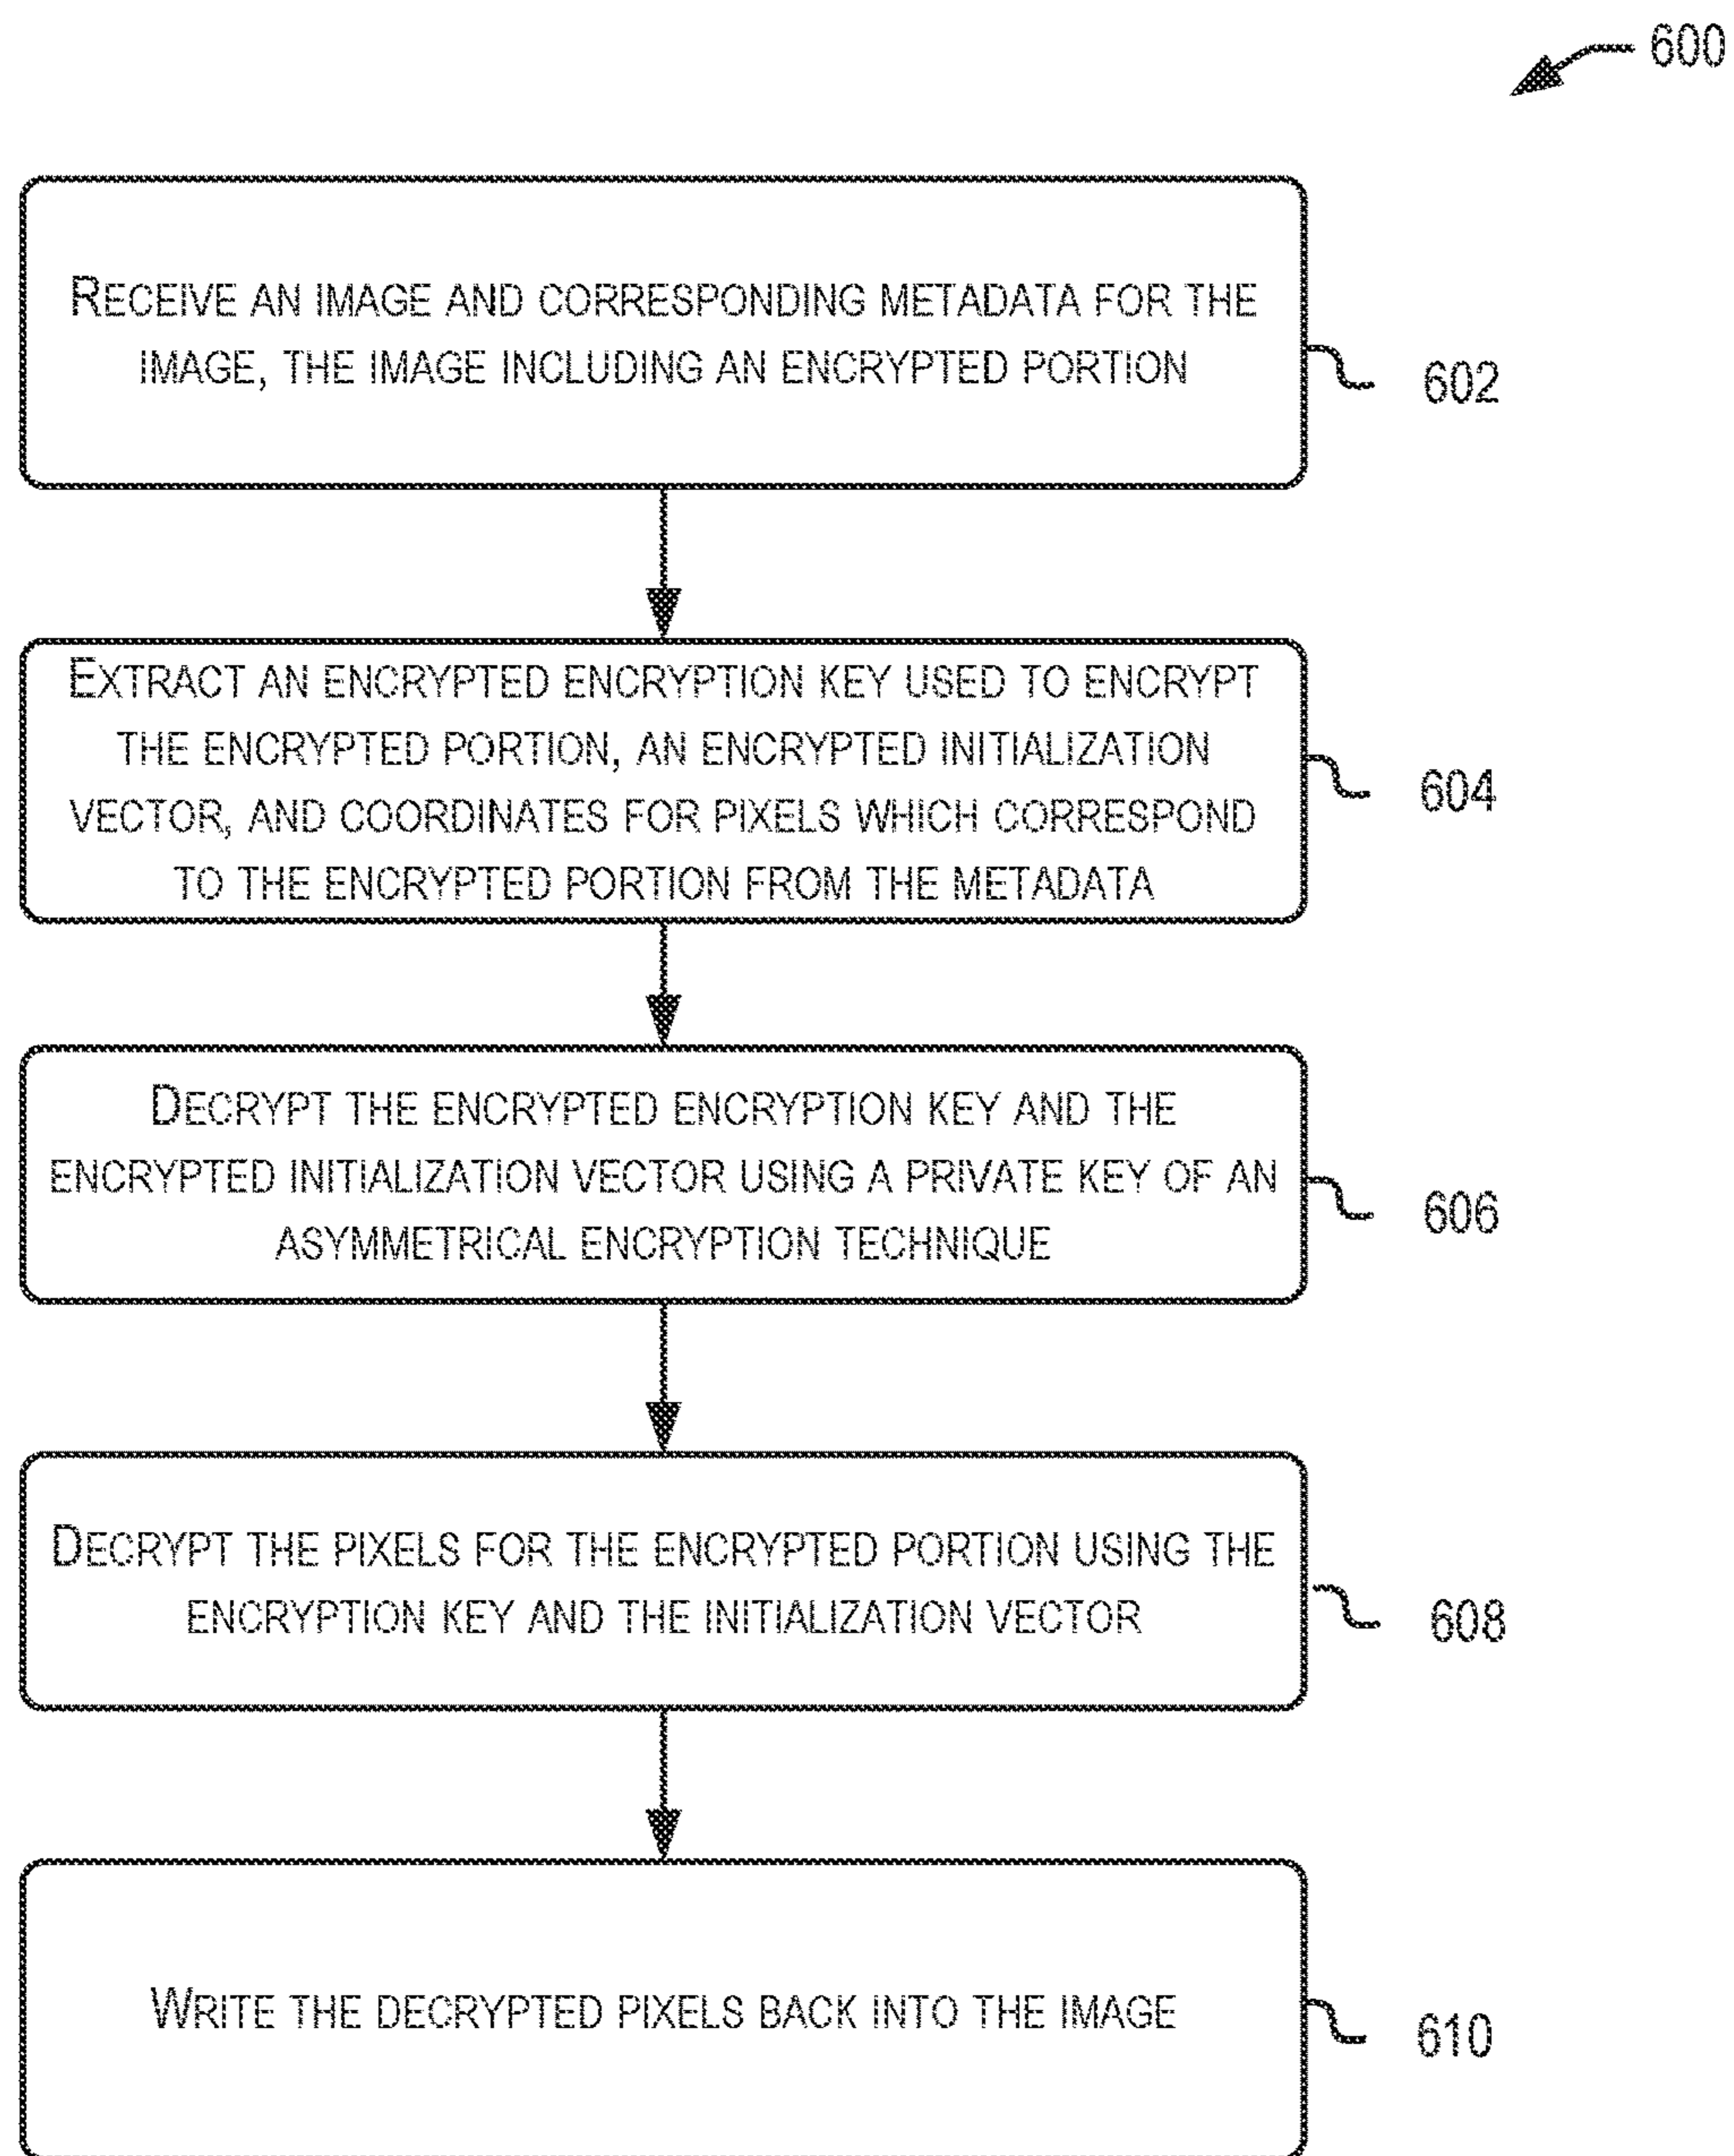 600
RECEIVE AN IMAGE AND CORRESPONDING METADATA FOR THE
IMAGE, THE IMAGE INCLUDING AN ENCRYPTED PORTION
602
EXTRACT AN ENCRYPTED ENCRYPTION KEY USED TO ENCRYPT
THE ENCRYPTED PORTION, AN ENCRYPTED INITIALIZATION
VECTOR, AND COORDINATES FOR PIXELS WHICH CORRESPOND
TO THE ENCRYPTED PORTION FROM THE METADATA
604
DECRYPT THE ENCRYPTED ENCRYPTION KEY AND THE
ENCRYPTED INITIALIZATION VECTOR USING A PRIVATE KEY OF AN
ASYMMETRICAL ENCRYPTION TECHNIQUE
606
DECRYPT THE PIXELS FOR THE ENCRYPTED PORTION USING THE
ENCRYPTION KEY AND THE INITIALIZATION VECTOR
608
WRITE THE DECRYPTED PIXELS BACK INTO THE IMAGE
610